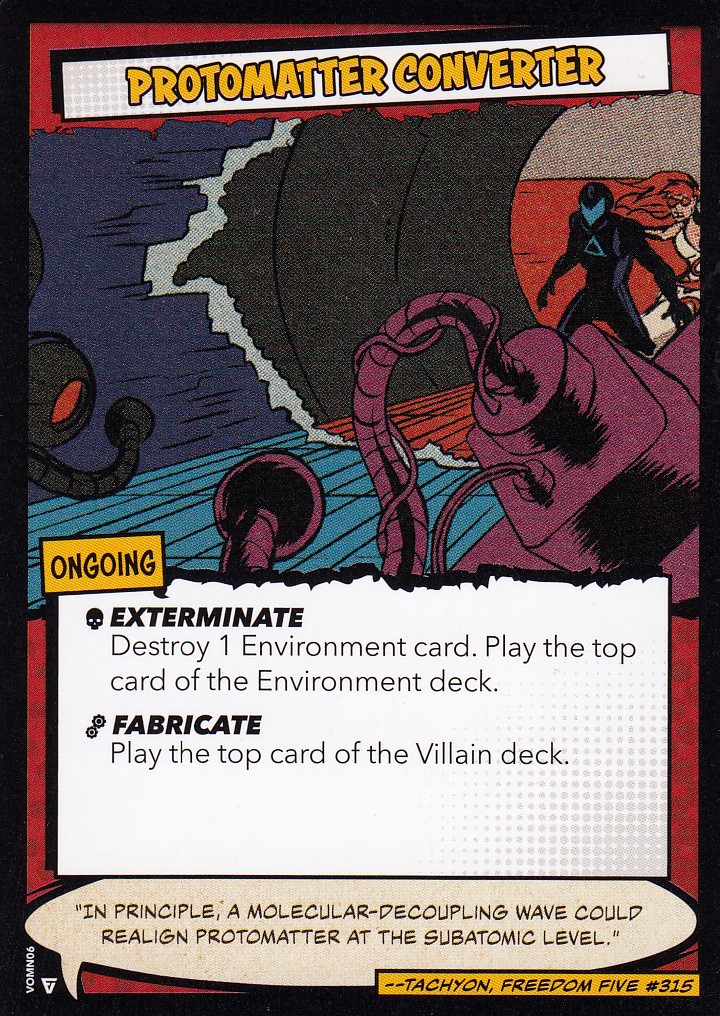 PROTOMATTER CONVERTER
ONGOING
EXTERMINATE
Destroy 1 Environment card. Play the top
card of the Environment deck.
FABRICATE
Play the top card of the Villain deck.
"IN PRINCIPLE, A MOLECULAR-DECOUPLING WAVE COULD
REALIGN PROTOMATTER AT THE SUBATOMIC LEVEL."
--TACHYON, FREEDOM FIVE #315
VOMN06